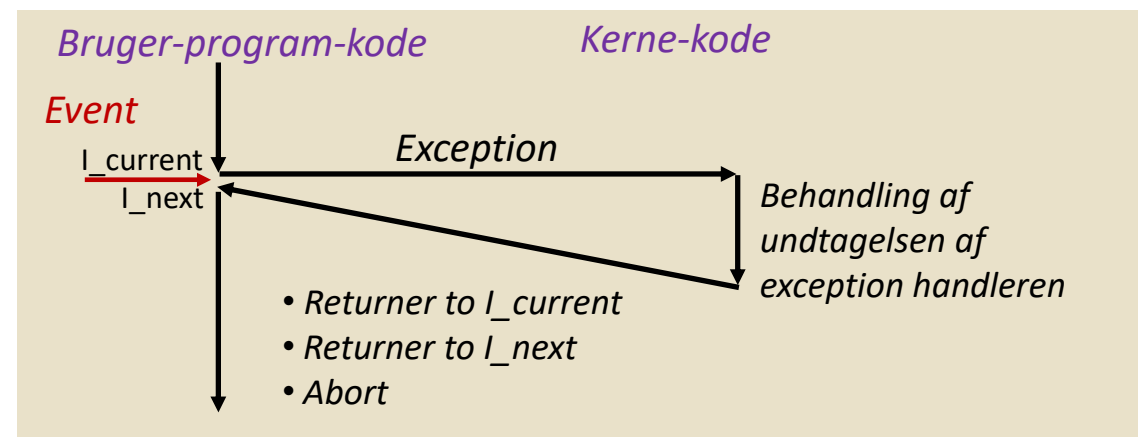 Bruger-program-kode
Kerne-kode
Event
I_current
Exception
I_next
Behandling af
undtagelsen af
exception handleren
• Returner to I_current
• Returner to I_next
• Abort